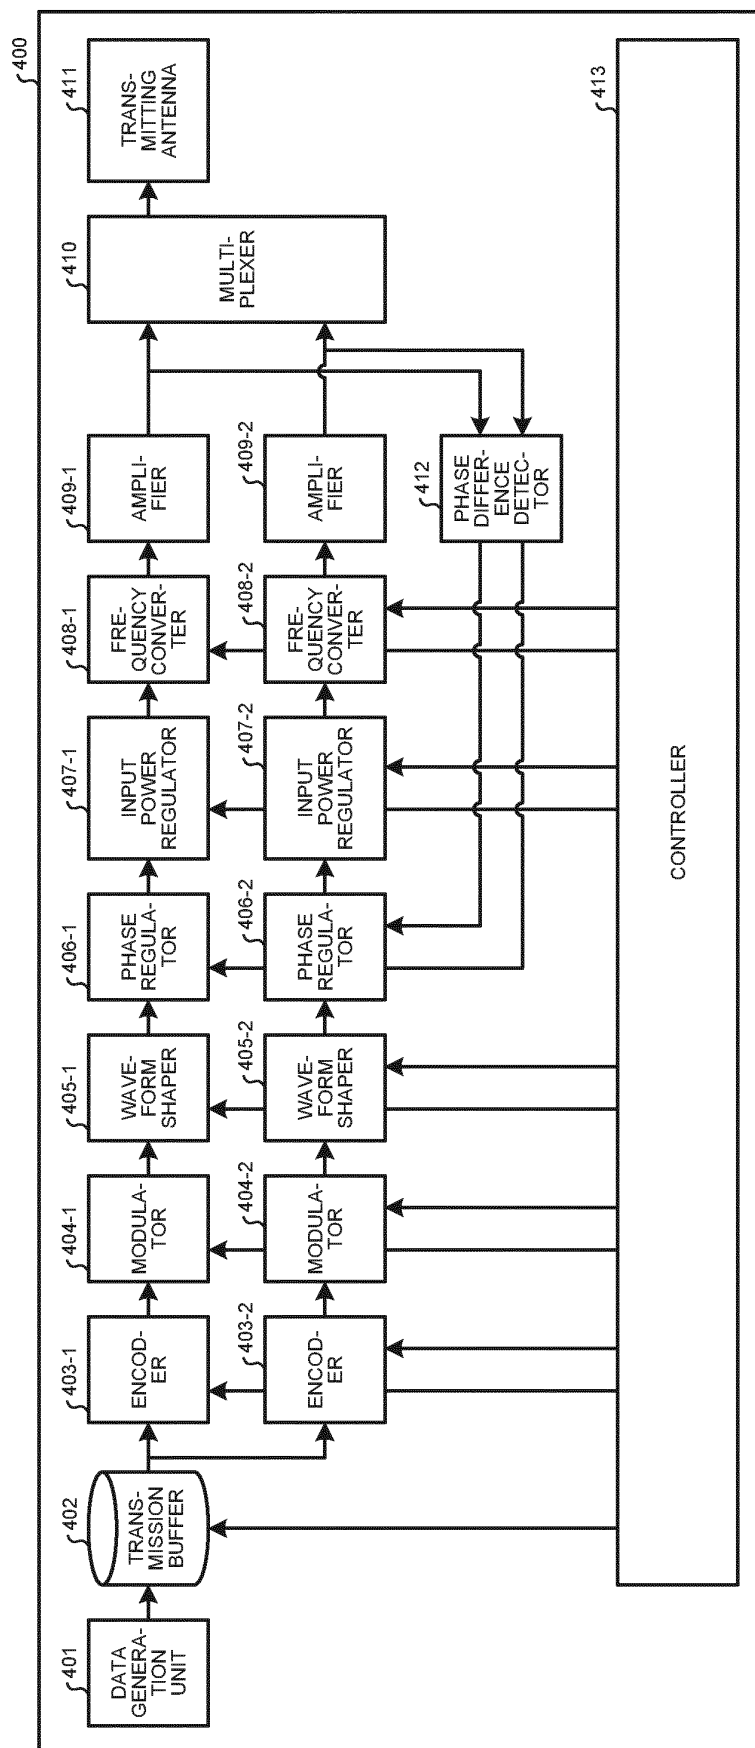 400
401
DATA
GENERA-
TION
UNIT
402
TRANS-
MISSION
BUFFER
403-1
ENCOD-
ER
404-1
MODULA-
TOR
405-1
WAVE-
FORM
SHAPER
406-1
PHASE
REGULA-
TOR
407-1
INPUT
POWER
REGULATOR
408-1
FRE-
QUENCY
CONVER-
TER
409-1
AMPLI-
FIER
410
MULTI-
PLEXER
411
TRANS-
MITTING
ANTENNA
403-2
ENCOD-
ER
404-2
MODULA-
TOR
405-2
WAVE-
FORM
SHAPER
406-2
PHASE
REGULA-
TOR
407-2
INPUT
POWER
REGULATOR
408-2
FRE-
QUENCY
CONVER-
TER
409-2
AMPLI-
FIER
412
PHASE
DIFFER-
ENCE
DETEC-
TOR
413
CONTROLLER